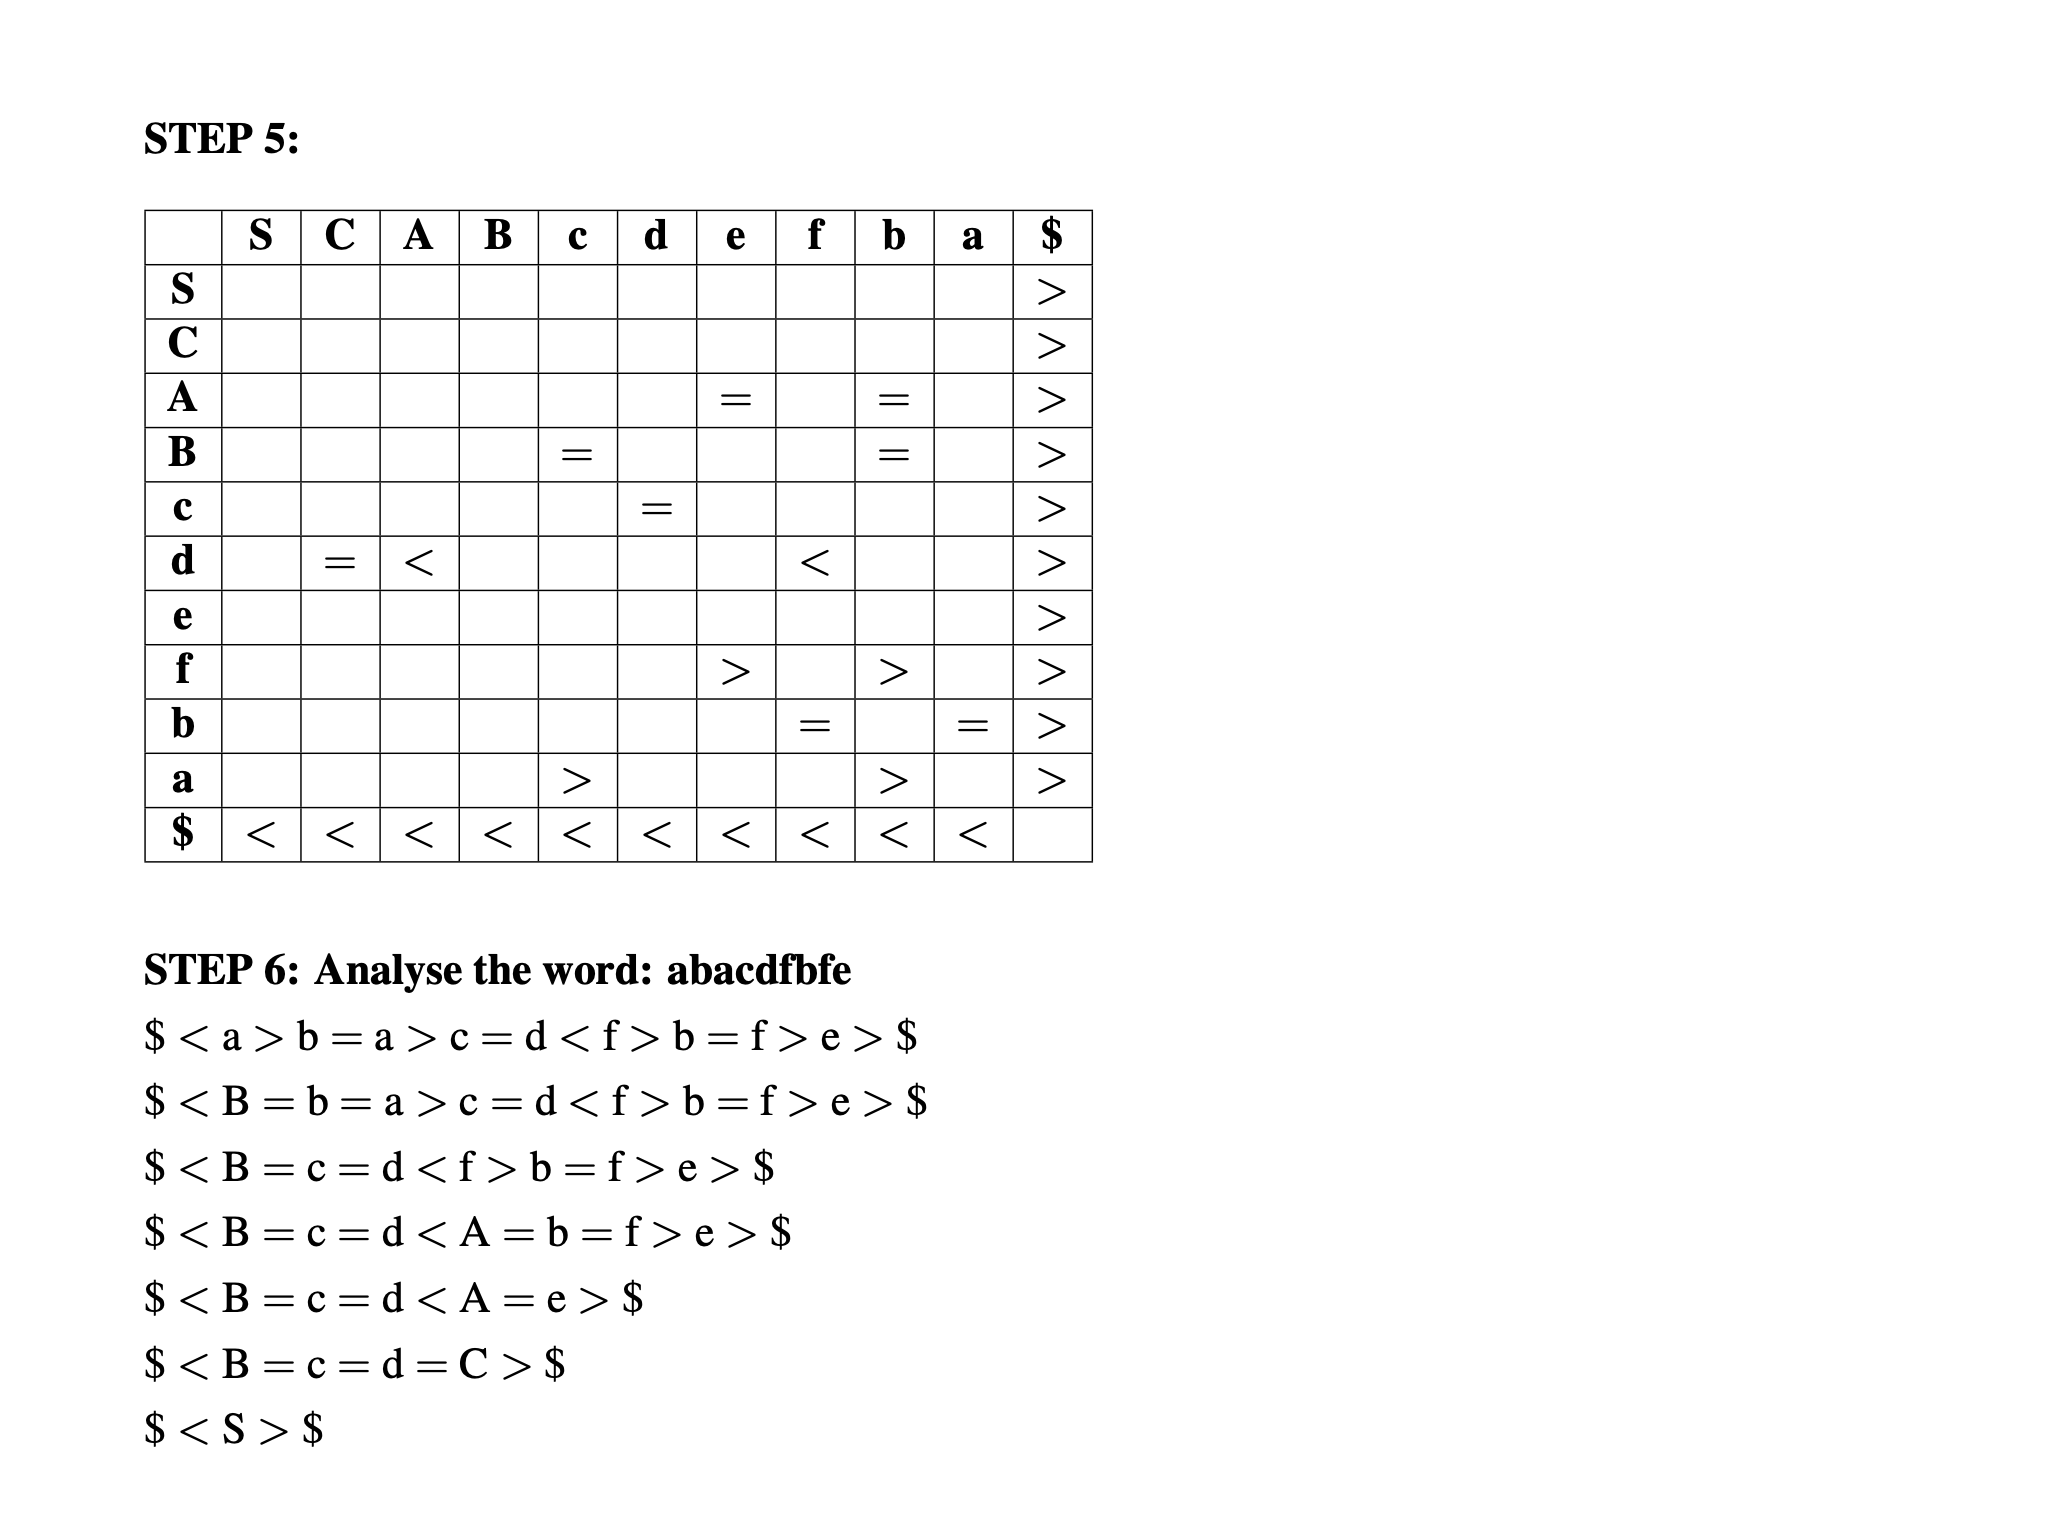 STEP 5:
S C A B c d e f b a $
S >
C >
A = = >
B = = >
c = >
d = < < >
e >
f > > >
b = = >
a > > >
$ < < < < < < < < < <
STEP 6: Analyse the word: abacdfbfe
$ < a > b = a > c = d < f > b = f > e > $
$ < B = b = a > c = d < f > b = f > e > $
$ < B = c = d < f > b = f > e > $
$ < B = c = d < A = b = f > e > $
$ < B = c = d < A = e > $
$ < B = c = d = C > $
$ < S > $